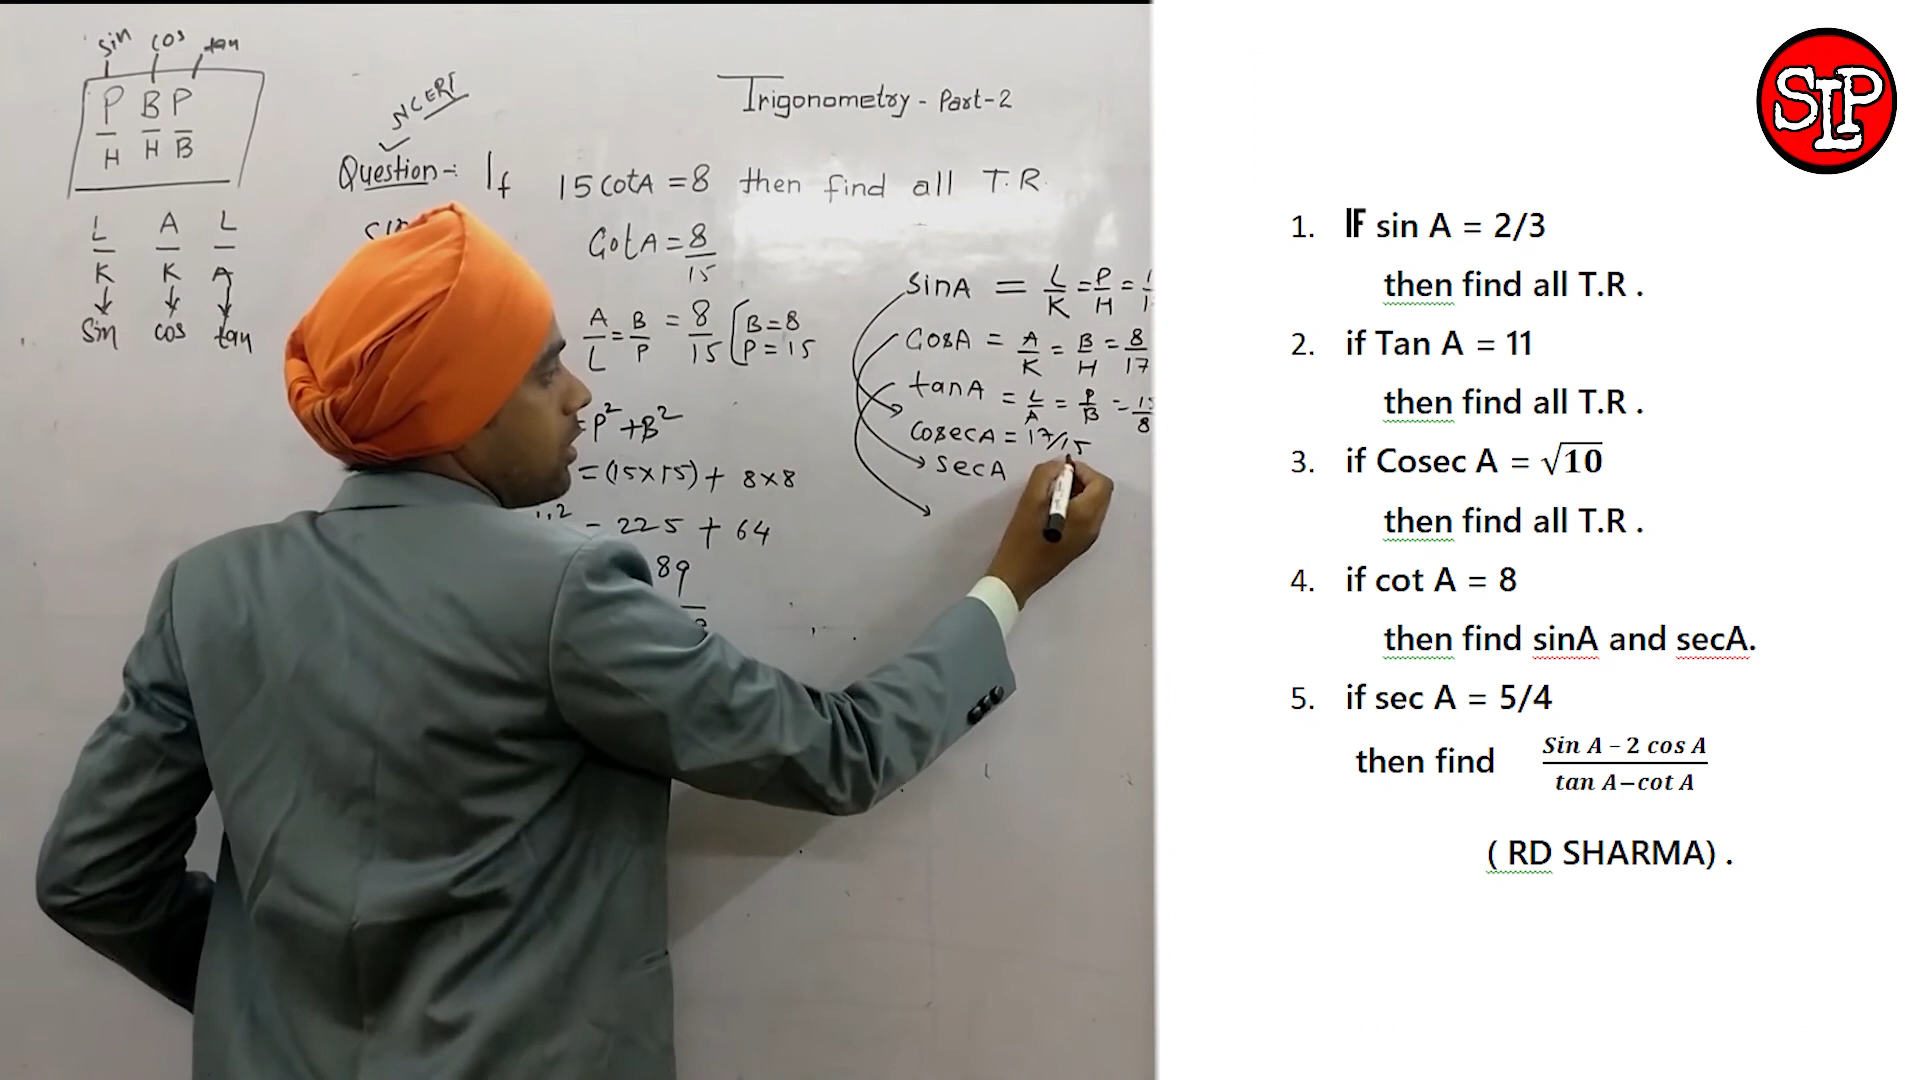 sin cos tan
P B P
H H B
L A L
K K A
Sin cos tan
NCERT
Trigonometry - Part-2
Question -: If 15 cotA = 8 then find all T.R.
CotA = 8/15
A/L = B/P = 8/15 B = 8 P = 15
= P² + B²
= (15×15) + 8×8
= 225 + 64
89
sinA = L/K = P/H =
CosA = A/K = B/H = 8/17
tanA = L/A = P/B =
CosecA = 17/15
secA
SLP
1. IF sin A = 2/3
then find all T.R .
2. if Tan A = 11
then find all T.R .
3. if Cosec A = √10
then find all T.R .
4. if cot A = 8
then find sinA and secA.
5. if sec A = 5/4
then find Sin A – 2 cos A / tan A–cot A
( RD SHARMA) .